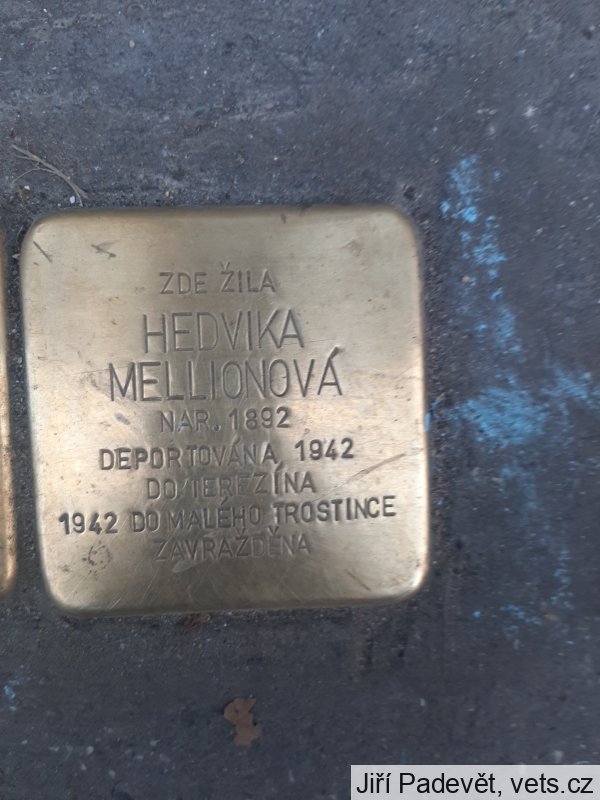 ZDE ŽILA
HEDVIKA
MELLIONOVÁ
NAR. 1892
DEPORTOVÁNA 1942
DO TEREZÍNA
1942 DO MALÉHO TROSTINCE
ZAVRAŽDĚNA
Jiří Padevět, vets.cz